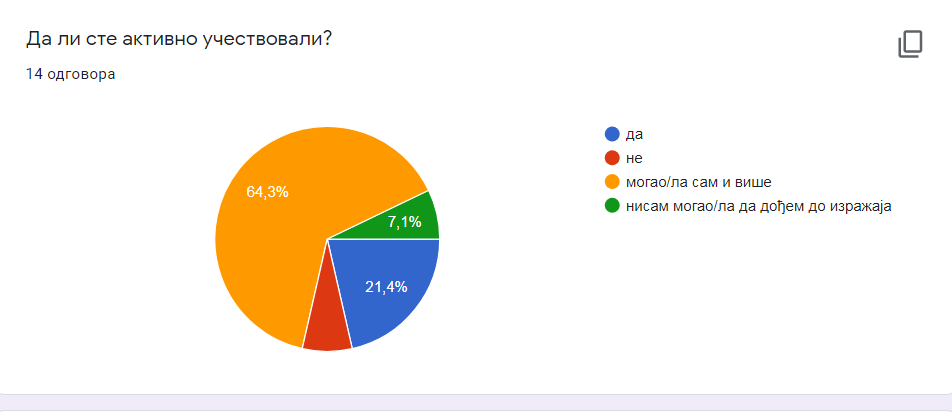 Да ли сте активно учествовали?
14 одговора
64,3%
7,1%
21,4%
да
не
могао/ла сам и више
нисам могао/ла да дођем до изражаја